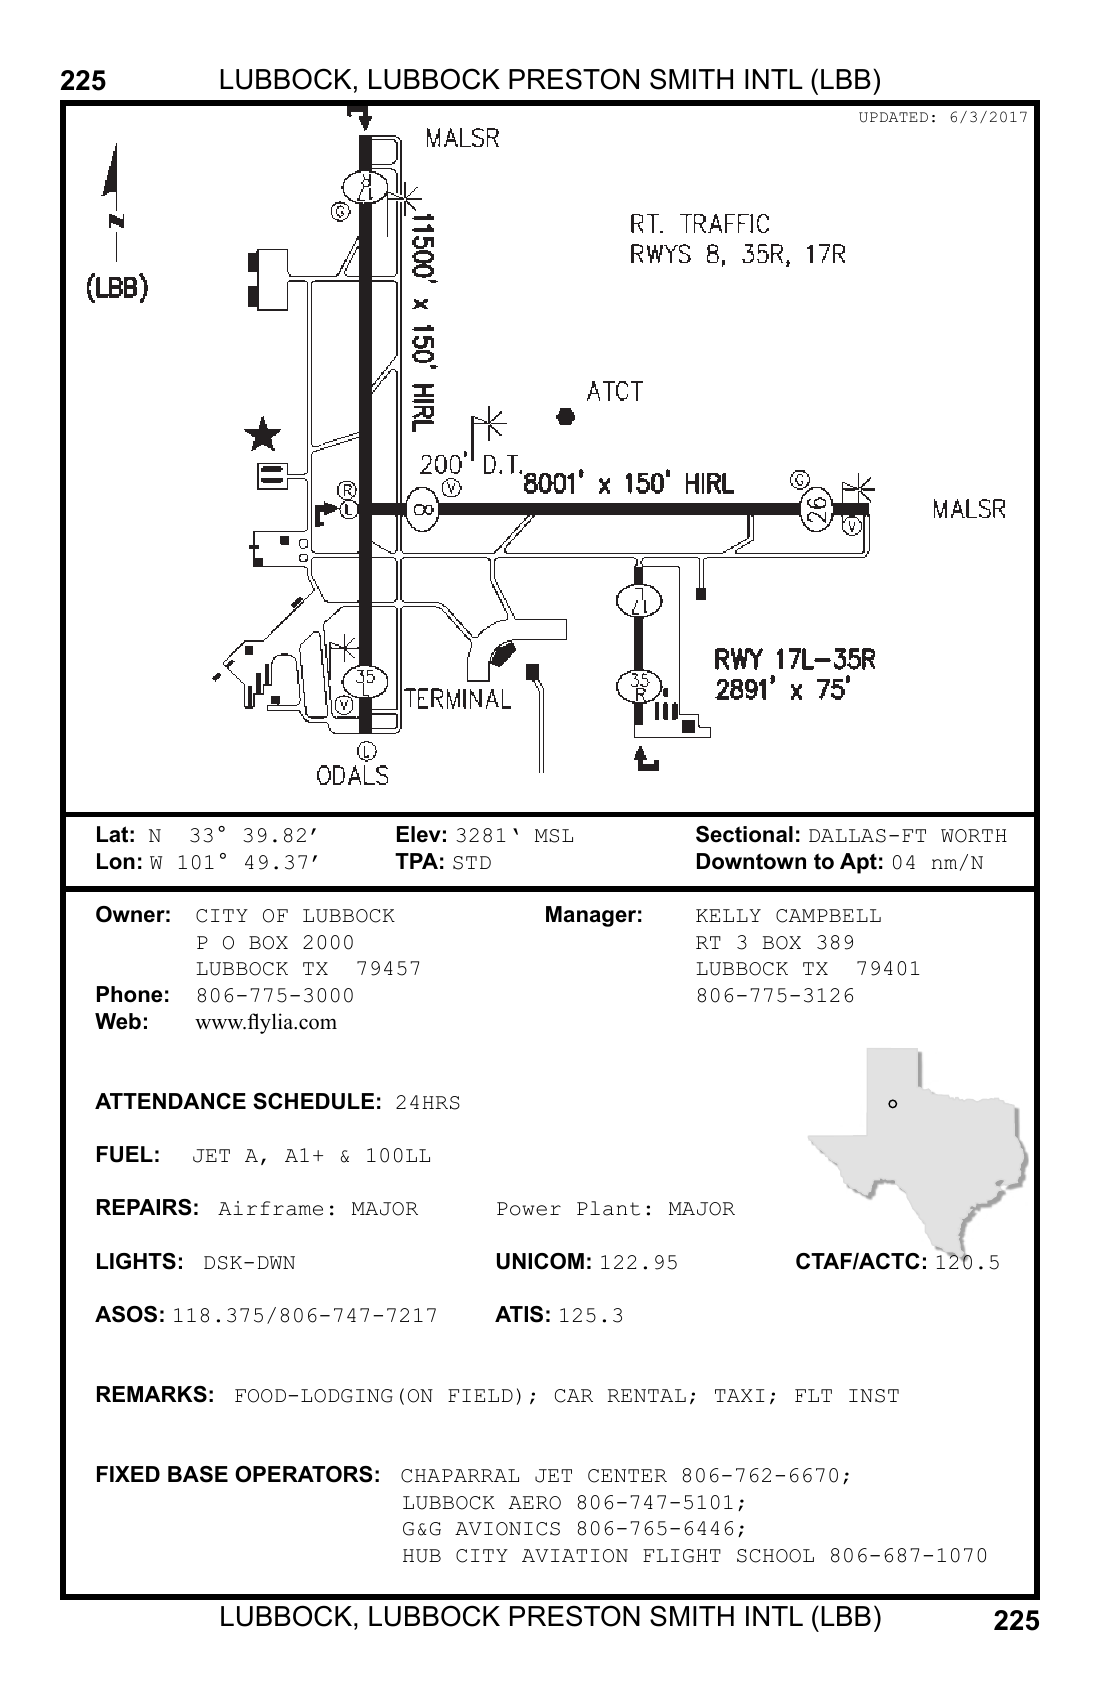 225 LUBBOCK, LUBBOCK PRESTON SMITH INTL (LBB)
UPDATED: 6/3/2017
MALSR
G
N
RT. TRAFFIC
RWYS 8, 35R, 17R
(LBB)
11500' x 150' HIRL
ATCT
200' D.T.
8001' x 150' HIRL
V
G
R
L
8
26
V
MALSR
17
L
RWY 17L-35R
2891' x 75'
35
L
35
R
V
TERMINAL
L
ODALS
Lat: N 33° 39.82’ Elev: 3281‘ MSL Sectional: DALLAS-FT WORTH
Lon: W 101° 49.37’ TPA: STD Downtown to Apt: 04 nm/N
Owner: CITY OF LUBBOCK Manager: KELLY CAMPBELL
P O BOX 2000 RT 3 BOX 389
LUBBOCK TX 79457 LUBBOCK TX 79401
Phone: 806-775-3000 806-775-3126
Web: www.flylia.com
ATTENDANCE SCHEDULE: 24HRS
FUEL: JET A, A1+ & 100LL
REPAIRS: Airframe: MAJOR Power Plant: MAJOR
LIGHTS: DSK-DWN UNICOM: 122.95 CTAF/ACTC: 120.5
ASOS: 118.375/806-747-7217 ATIS: 125.3
REMARKS: FOOD-LODGING(ON FIELD); CAR RENTAL; TAXI; FLT INST
FIXED BASE OPERATORS: CHAPARRAL JET CENTER 806-762-6670;
LUBBOCK AERO 806-747-5101;
G&G AVIONICS 806-765-6446;
HUB CITY AVIATION FLIGHT SCHOOL 806-687-1070
LUBBOCK, LUBBOCK PRESTON SMITH INTL (LBB) 225